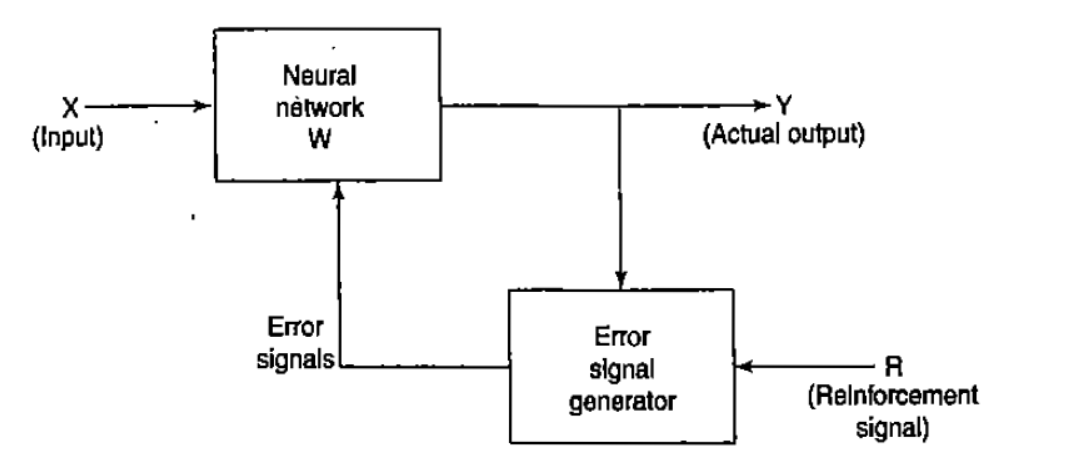 Neural
network
W
X
(Input)
Y
(Actual output)
Error
signals
Error
signal
generator
R
(Reinforcement
signal)